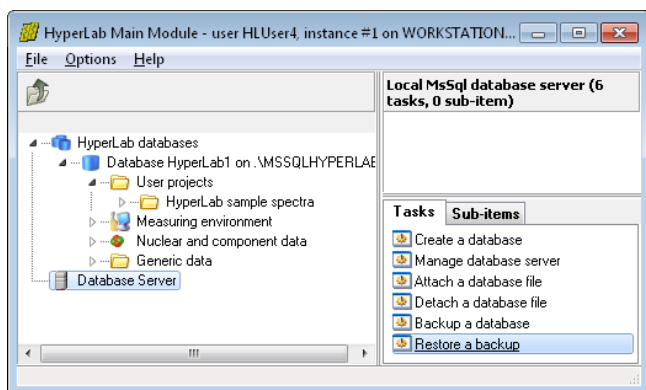 HyperLab Main Module - user HLUser4, instance #1 on WORKSTATION...
File Options Help
Local MsSql database server (6
tasks, 0 sub-item)
HyperLab databases
Database HyperLab1 on .\MSSQLHYPERLAE
User projects
HyperLab sample spectra
Measuring environment
Nuclear and component data
Generic data
Database Server
Tasks Sub-items
Create a database
Manage database server
Attach a database file
Detach a database file
Backup a database
Restore a backup